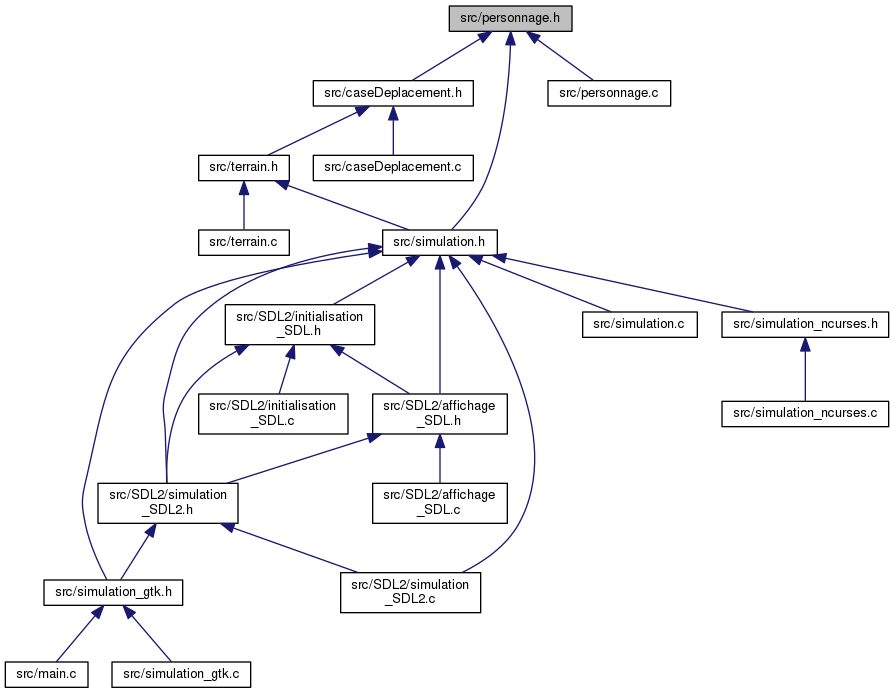 src/personnage.h
src/caseDeplacement.h
src/personnage.c
src/terrain.h
src/caseDeplacement.c
src/terrain.c
src/simulation.h
src/SDL2/initialisation
_SDL.h
src/simulation.c
src/simulation_ncurses.h
src/SDL2/initialisation
_SDL.c
src/SDL2/affichage
_SDL.h
src/simulation_ncurses.c
src/SDL2/simulation
_SDL2.h
src/SDL2/affichage
_SDL.c
src/simulation_gtk.h
src/SDL2/simulation
_SDL2.c
src/main.c
src/simulation_gtk.c